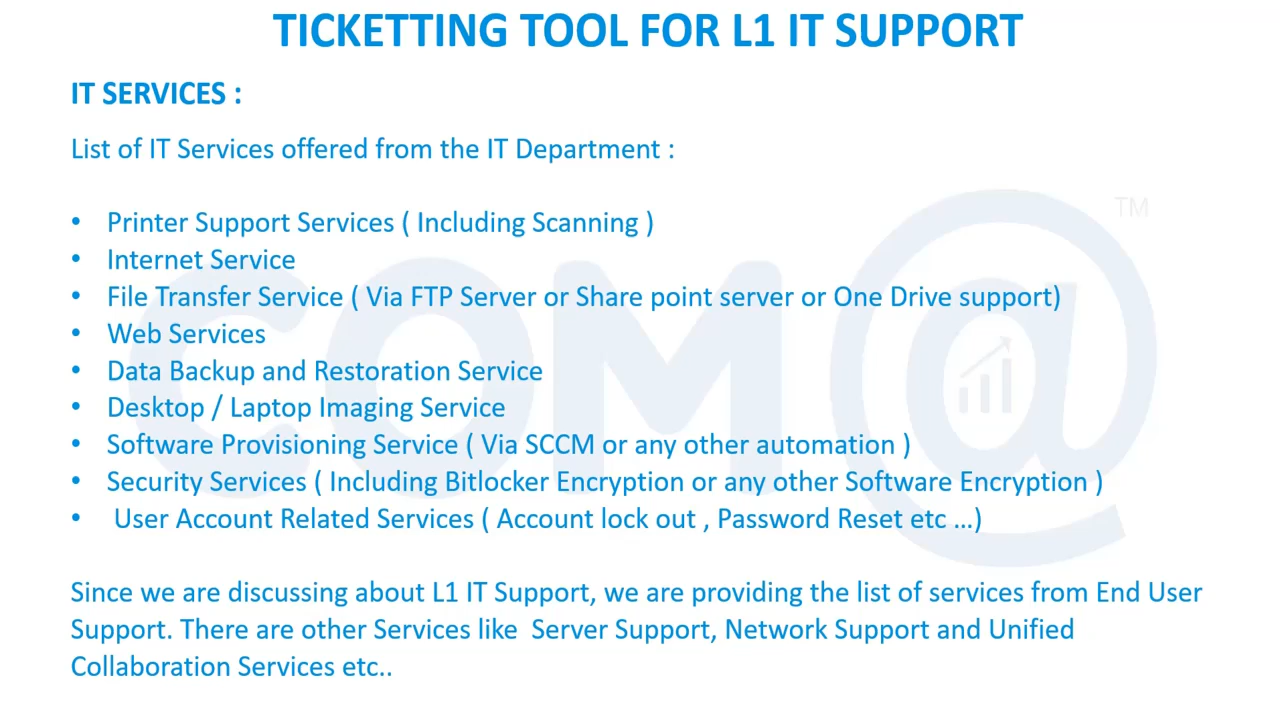 TICKETTING TOOL FOR L1 IT SUPPORT
IT SERVICES :
List of IT Services offered from the IT Department :
• Printer Support Services ( Including Scanning )
• Internet Service
• File Transfer Service ( Via FTP Server or Share point server or One Drive support)
• Web Services
• Data Backup and Restoration Service
• Desktop / Laptop Imaging Service
• Software Provisioning Service ( Via SCCM or any other automation )
• Security Services ( Including Bitlocker Encryption or any other Software Encryption )
• User Account Related Services ( Account lock out , Password Reset etc ...)
Since we are discussing about L1 IT Support, we are providing the list of services from End User
Support. There are other Services like Server Support, Network Support and Unified
Collaboration Services etc..
COM@
TM